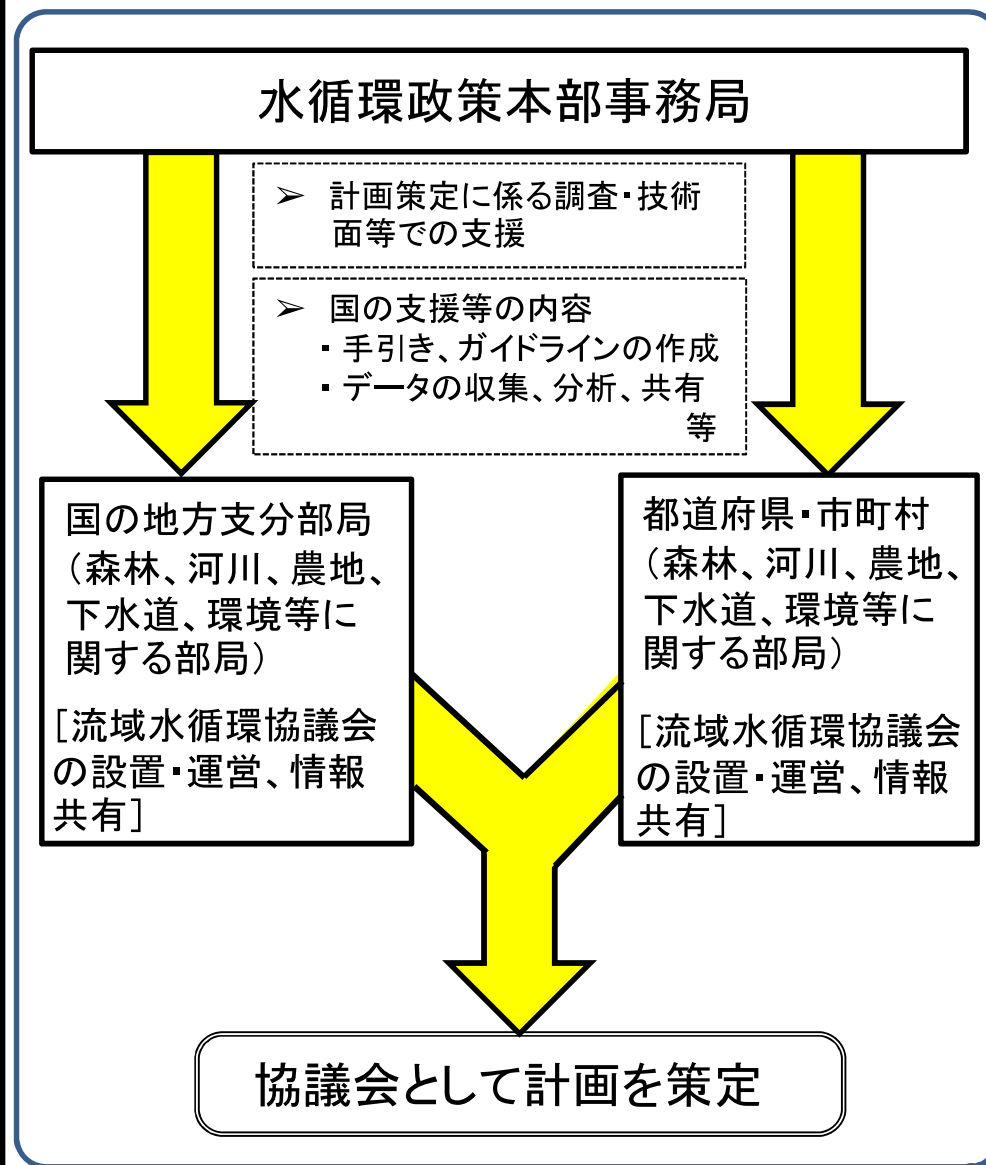 水循環政策本部事務局
➢ 計画策定に係る調査・技術
面等での支援
➢ 国の支援等の内容
・手引き、ガイドラインの作成
・データの収集、分析、共有
等
国の地方支分部局
（森林、河川、農地、
下水道、環境等に
関する部局）
[流域水循環協議会
の設置・運営、情報
共有]
都道府県・市町村
（森林、河川、農地、
下水道、環境等に
関する部局）
[流域水循環協議会
の設置・運営、情報
共有]
協議会として計画を策定